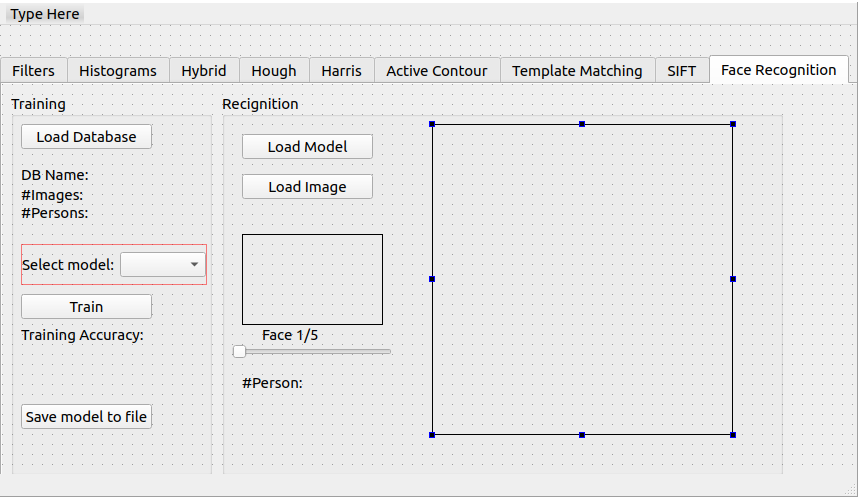 Type Here
Filters Histograms Hybrid Hough Harris Active Contour Template Matching SIFT Face Recognition
Training
Load Database
DB Name:
#Images:
#Persons:
Select model:
Train
Training Accuracy:
Save model to file
Recignition
Load Model
Load Image
Face 1/5
#Person: